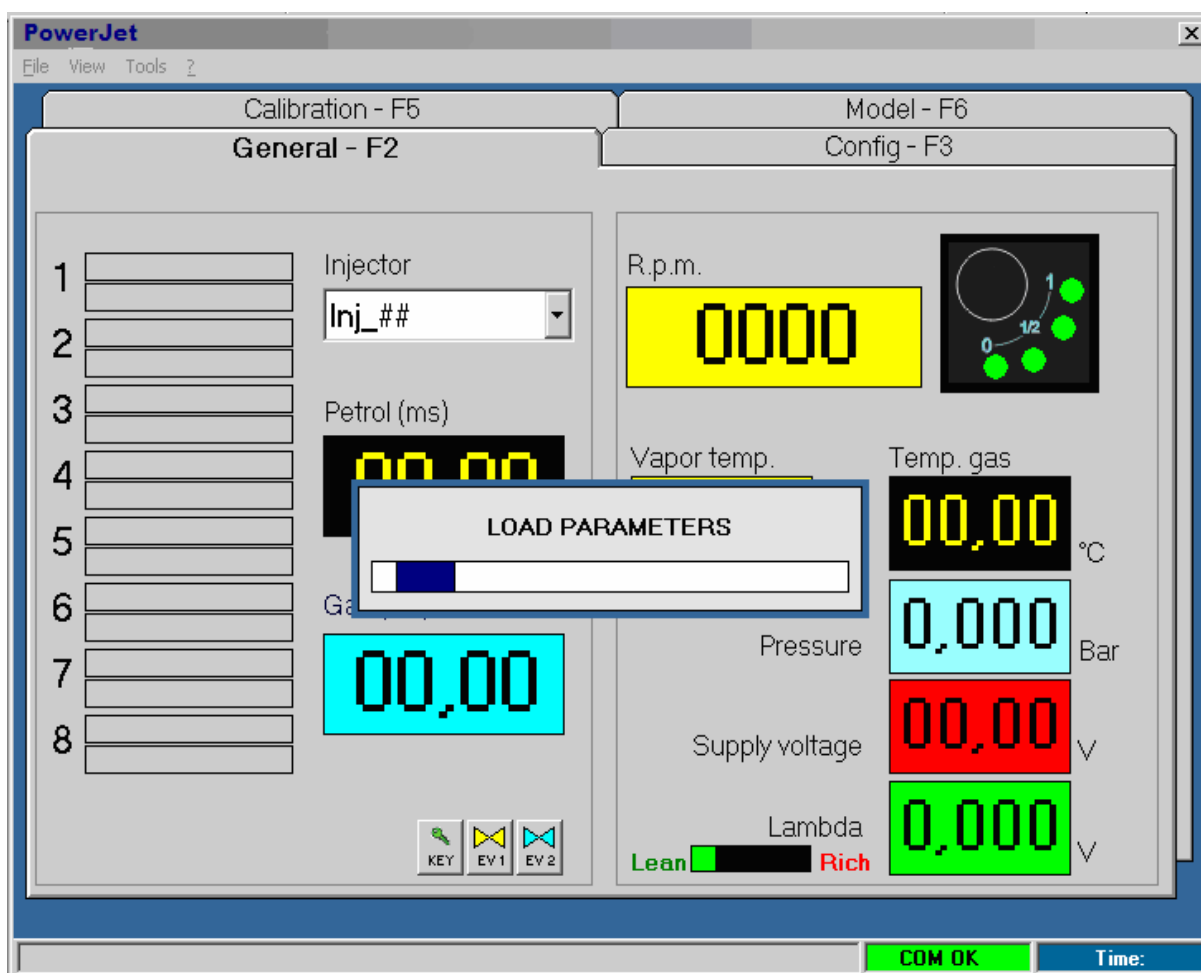 PowerJet
File View Tools ?
Calibration - F5
Model - F6
General - F2
Config - F3
1
2
3
4
5
6
7
8
Injector
Inj_##
Petrol (ms)
00,00
LOAD PARAMETERS
00,00
KEY
EV 1
EV 2
R.p.m.
0000
1
1/2
0
Vapor temp.
Temp. gas
00,00
°C
Pressure
0,000
Bar
Supply voltage
00,00
V
Lambda
0,000
V
Lean
Rich
COM OK
Time: